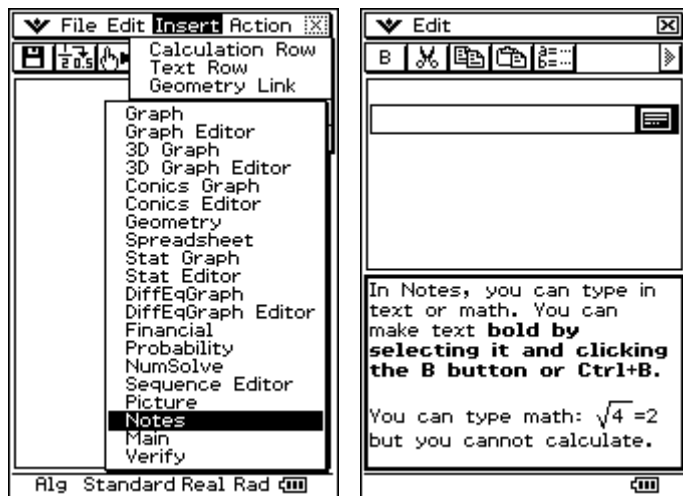 File Edit Insert Action
Calculation Row
Text Row
Geometry Link
Graph
Graph Editor
3D Graph
3D Graph Editor
Conics Graph
Conics Editor
Geometry
Spreadsheet
Stat Graph
Stat Editor
DiffEqGraph
DiffEqGraph Editor
Financial
Probability
NumSolve
Sequence Editor
Picture
Notes
Main
Verify
Alg Standard Real Rad
Edit
B
In Notes, you can type in
text or math. You can
make text bold by
selecting it and clicking
the B button or Ctrl+B.
You can type math: √4 =2
but you cannot calculate.